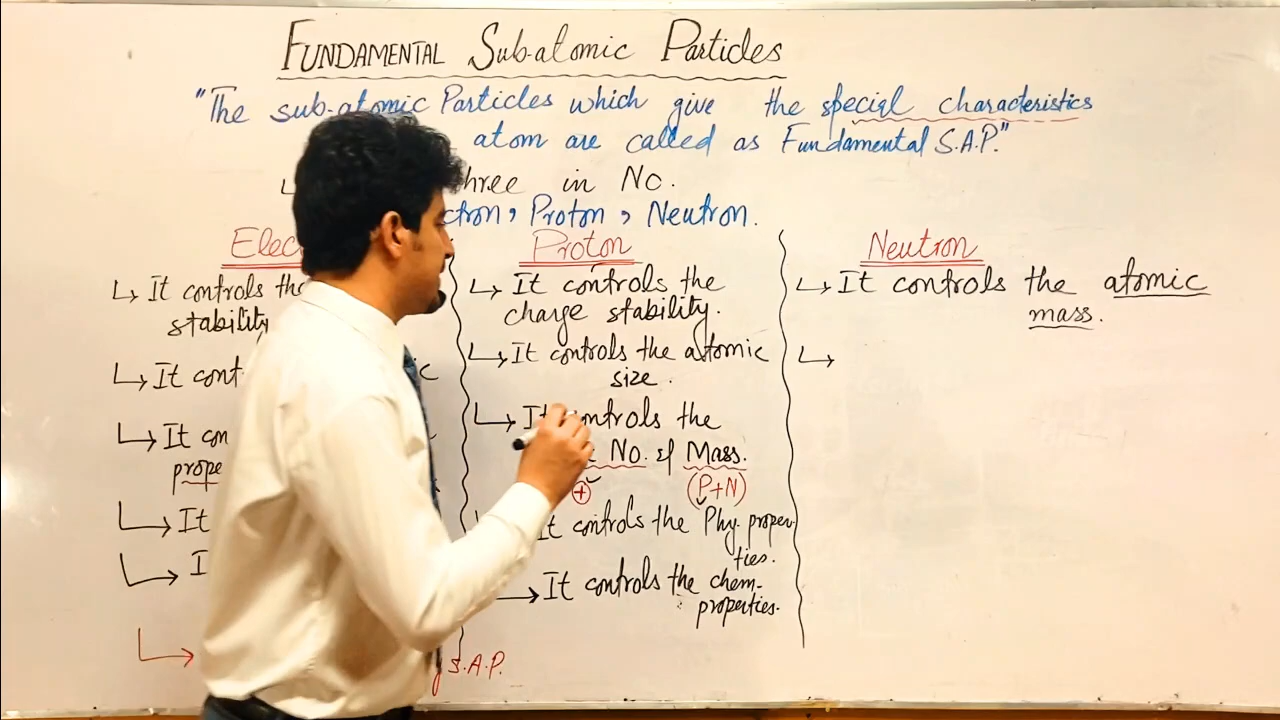 FUNDAMENTAL Sub-atomic Particles
"The sub-atomic Particles which give the special characteristics
atom are called as Fundamental S.A.P."
hree in No.
ctron, Proton, Neutron.
Elec
↳ It controls the
stability
↳ It cont
↳ It con
prope
↳ It
↳ I
↳
S.A.P.
Proton
↳ It controls the
charge stability.
↳ It controls the atomic
size.
↳ It controls the
No. & Mass.
(+) (P+N)
It controls the Phy. proper-
ties.
→ It controls the chem-
properties.
Neutron
↳ It controls the atomic
mass.
↳